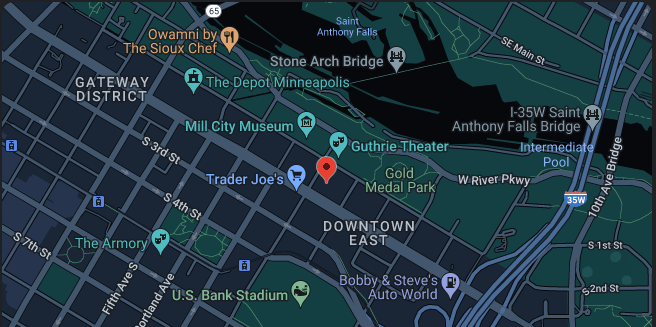 65
Owamni by
The Sioux Chef
Saint
Anthony Falls
SE Main St
Stone Arch Bridge
GATEWAY
DISTRICT
The Depot Minneapolis
I-35W Saint
Anthony Falls Bridge
Mill City Museum
S 3rd St
Guthrie Theater
Intermediate
Pool
Trader Joe's
Gold
Medal Park
W River Pkwy
35W
10th Ave Bridge
S 4th St
DOWNTOWN
EAST
S 7th St
The Armory
S 1st St
Fifth Ave S
Portland Ave
U.S. Bank Stadium
Bobby & Steve's
Auto World
S 2nd St